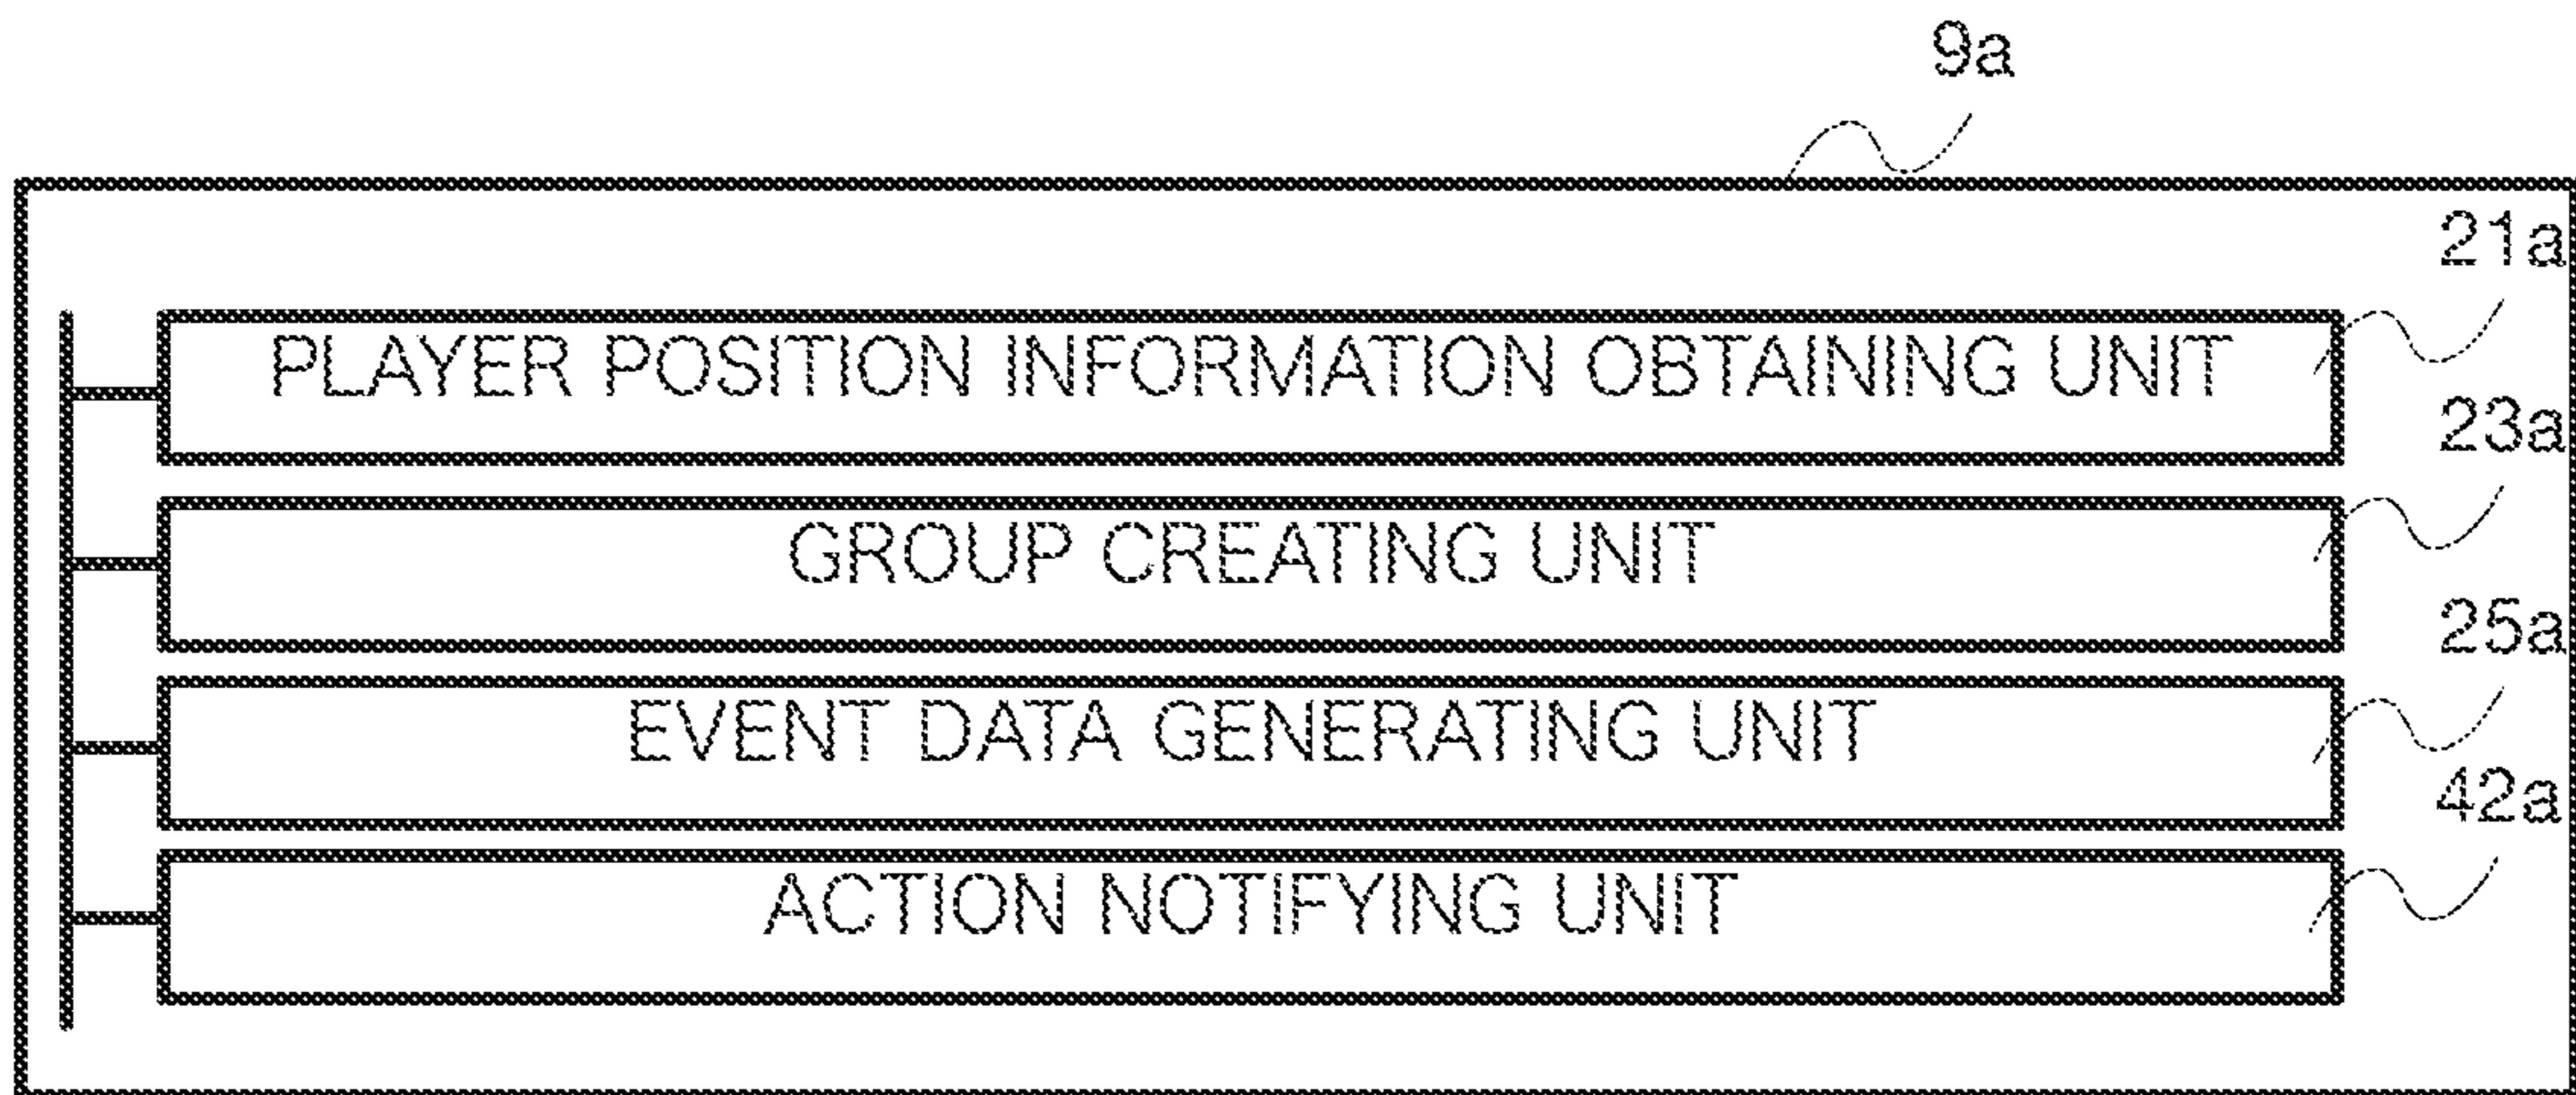 9a
21a
PLAYER POSITION INFORMATION OBTAINING UNIT
23a
GROUP CREATING UNIT
25a
EVENT DATA GENERATING UNIT
42a
ACTION NOTIFYING UNIT